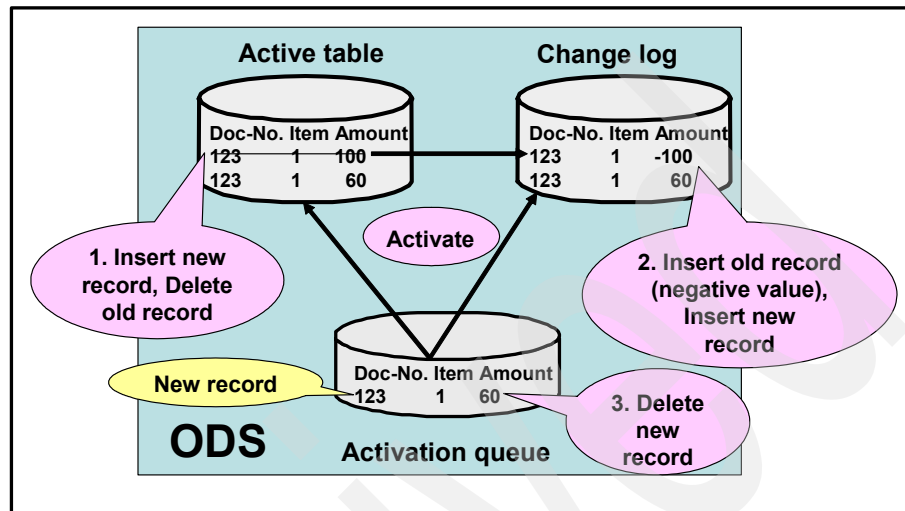 Active table
Change log
Doc-No. Item Amount
123 1 100
123 1 60
Doc-No. Item Amount
123 1 -100
123 1 60
Activate
1. Insert new
record, Delete
old record
2. Insert old record
(negative value),
Insert new
record
New record
Doc-No. Item Amount
123 1 60
3. Delete
new
record
ODS
Activation queue